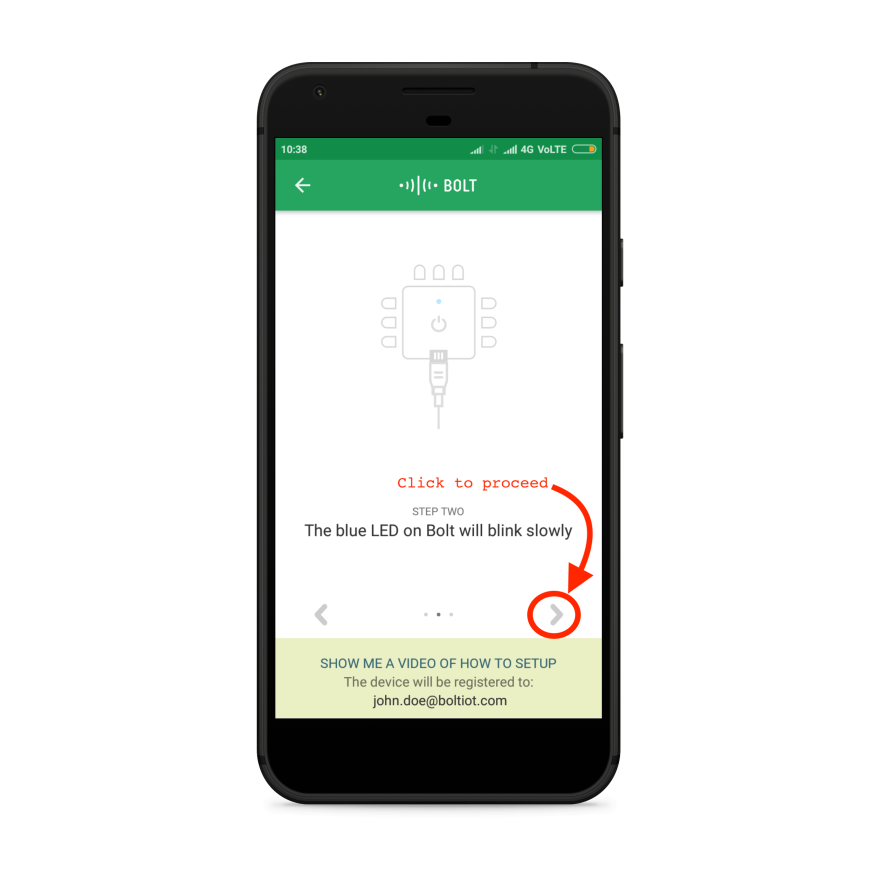 10:38
4G VoLTE
BOLT
Click to proceed
STEP TWO
The blue LED on Bolt will blink slowly
SHOW ME A VIDEO OF HOW TO SETUP
The device will be registered to:
john.doe@boltiot.com